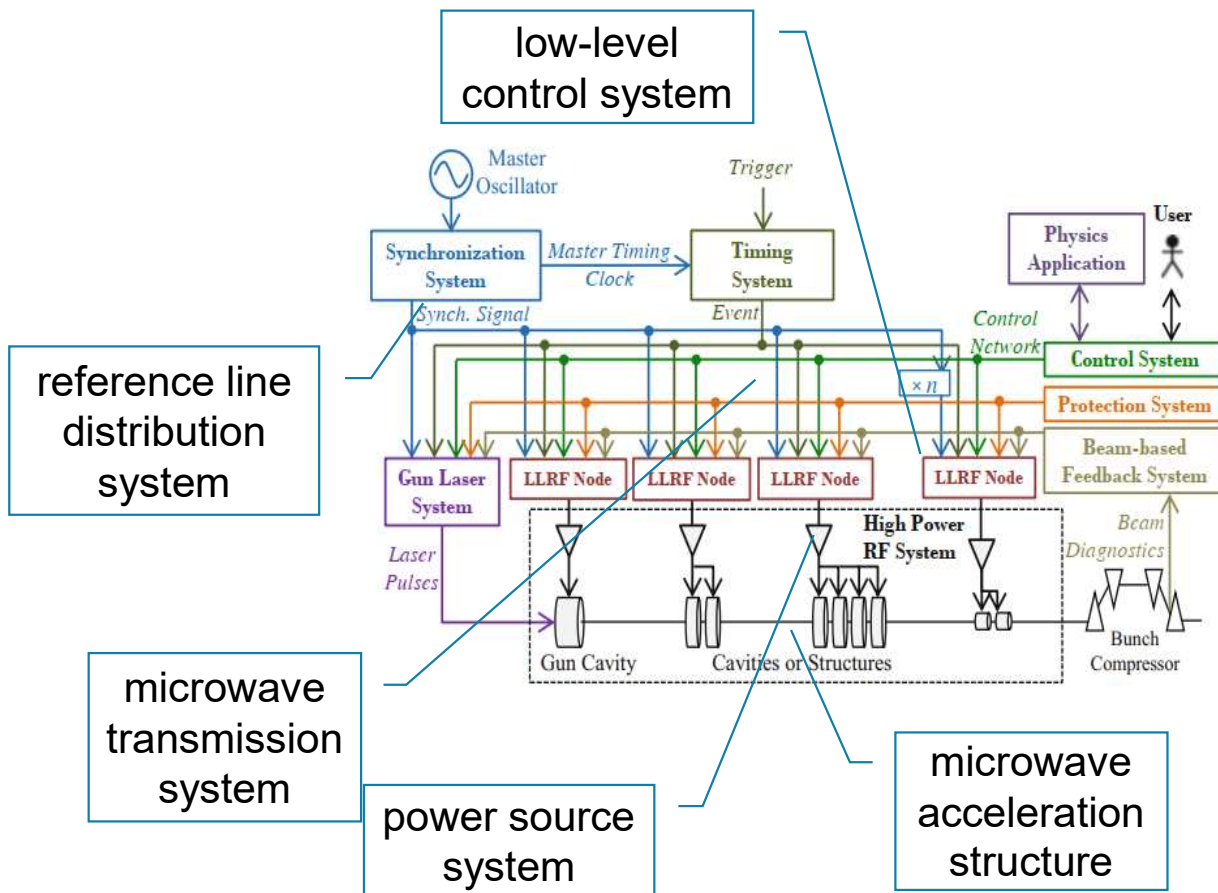 low-level
control system
Master
Oscillator
Trigger
User
Physics
Application
Synchronization
System
Master Timing
Clock
Timing
System
Synch. Signal
Event
Control
Network
Control System
reference line
distribution
system
× n
Protection System
Gun Laser
System
LLRF Node
LLRF Node
LLRF Node
LLRF Node
Beam-based
Feedback System
High Power
RF System
Beam
Diagnostics
Laser
Pulses
Gun Cavity
Cavities or Structures
Bunch
Compressor
microwave
transmission
system
power source
system
microwave
acceleration
structure